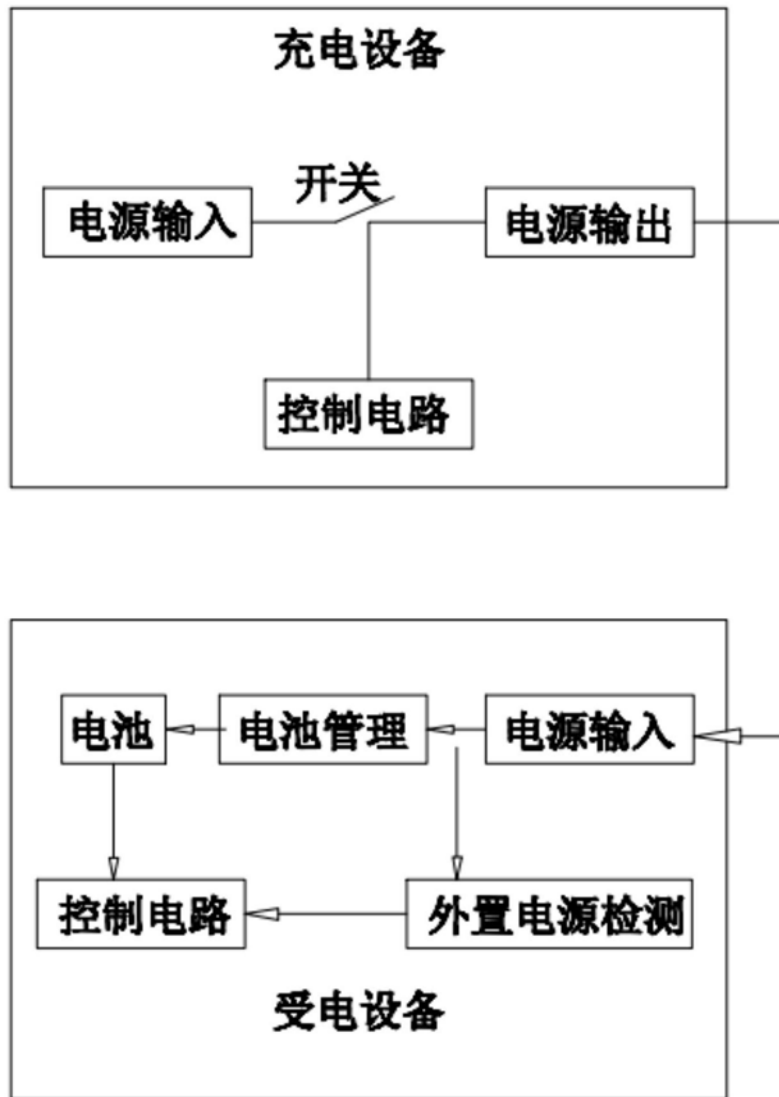 充电设备
开关
电源输入
电源输出
控制电路
电池
电池管理
电源输入
控制电路
外置电源检测
受电设备